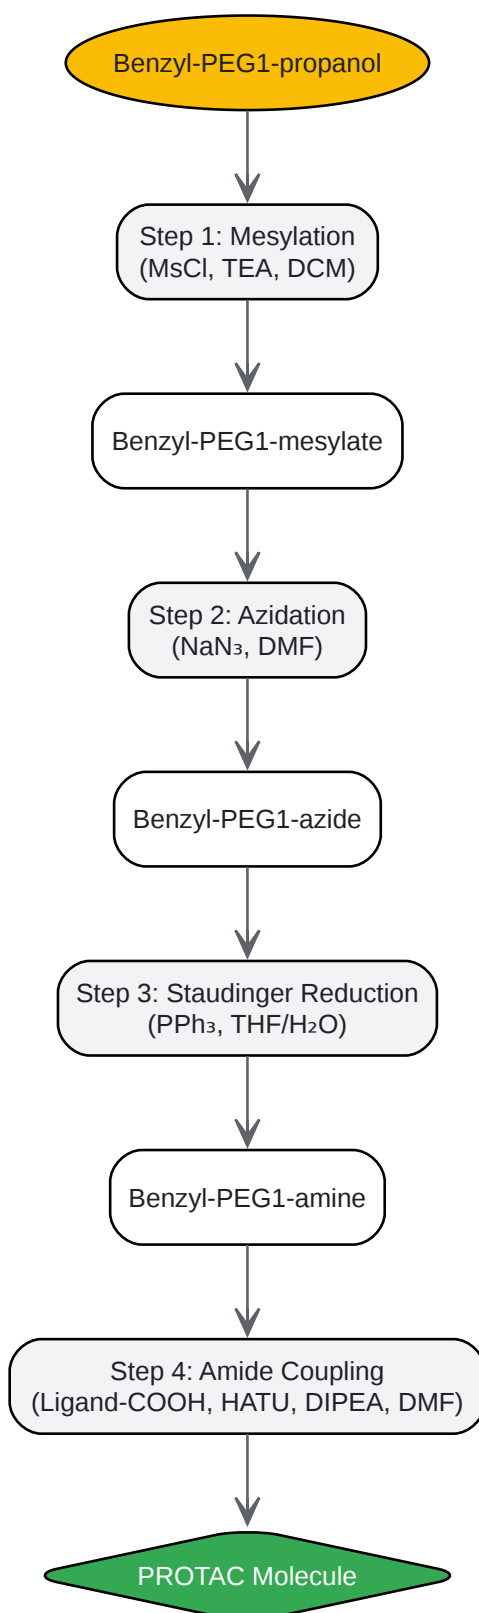 Benzyl-PEG1-propanol
Step 1: Mesylation
(MsCl, TEA, DCM)
Benzyl-PEG1-mesylate
Step 2: Azidation
(NaN₃, DMF)
Benzyl-PEG1-azide
Step 3: Staudinger Reduction
(PPh₃, THF/H₂O)
Benzyl-PEG1-amine
Step 4: Amide Coupling
(Ligand-COOH, HATU, DIPEA, DMF)
PROTAC Molecule